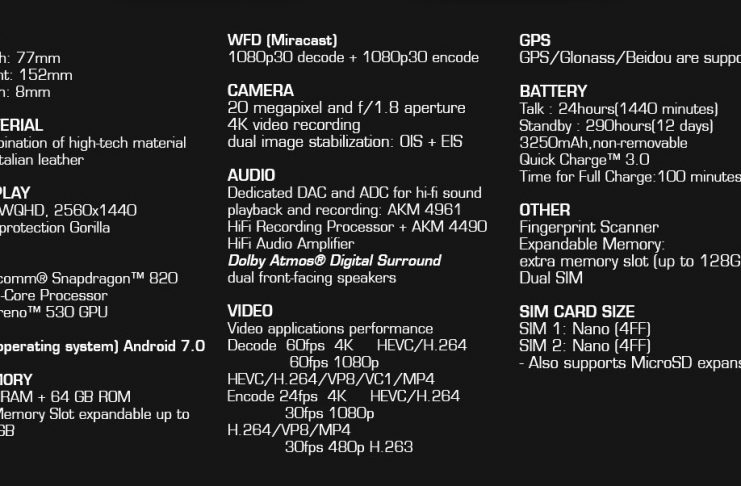 h: 77mm
nt: 152mm
n: 8mm
TERIAL
bination of high-tech material
talian leather
PLAY
WQHD, 2560x1440
protection Gorilla
comm® Snapdragon™ 820
-Core Processor
reno™ 530 GPU
operating system) Android 7.0
MORY
RAM + 64 GB ROM
Memory Slot expandable up to
GB
WFD (Miracast)
1080p30 decode + 1080p30 encode
CAMERA
20 megapixel and f/1.8 aperture
4K video recording
dual image stabilization: OIS + EIS
AUDIO
Dedicated DAC and ADC for hi-fi sound
playback and recording: AKM 4961
HiFi Recording Processor + AKM 4490
HiFi Audio Amplifier
Dolby Atmos® Digital Surround
dual front-facing speakers
VIDEO
Video applications performance
Decode 60fps 4K HEVC/H.264
60fps 1080p
HEVC/H.264/VP8/VC1/MP4
Encode 24fps 4K HEVC/H.264
30fps 1080p
H.264/VP8/MP4
30fps 480p H.263
GPS
GPS/Glonass/Beidou are suppo
BATTERY
Talk : 24hours(1440 minutes)
Standby : 290hours(12 days)
3250mAh,non-removable
Quick Charge™ 3.0
Time for Full Charge:100 minutes
OTHER
Fingerprint Scanner
Expandable Memory:
extra memory slot (up to 128G
Dual SIM
SIM CARD SIZE
SIM 1: Nano (4FF)
SIM 2: Nano (4FF)
- Also supports MicroSD expans